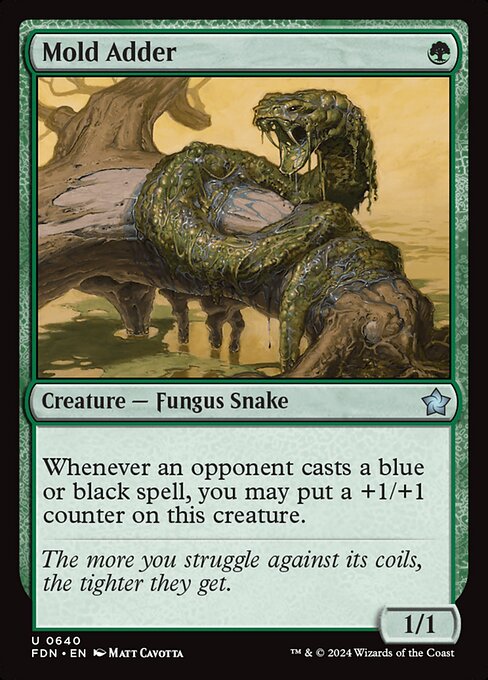 Mold Adder
Creature — Fungus Snake
Whenever an opponent casts a blue
or black spell, you may put a +1/+1
counter on this creature.
The more you struggle against its coils,
the tighter they get.
1/1
U 0640
FDN • EN Matt Cavotta
™ & © 2024 Wizards of the Coast